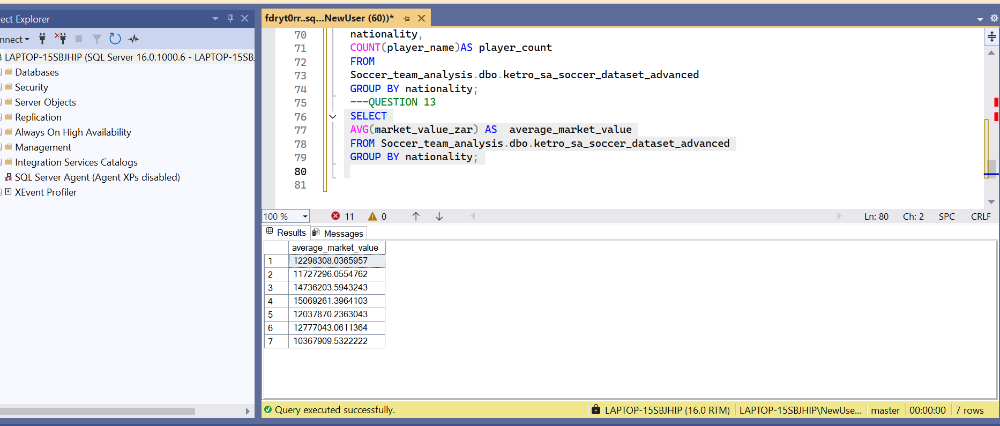 ect Explorer
nnect
LAPTOP-15SBJHIP (SQL Server 16.0.1000.6 - LAPTOP-15SBJ
Databases
Security
Server Objects
Replication
Always On High Availability
Management
Integration Services Catalogs
SQL Server Agent (Agent XPs disabled)
XEvent Profiler
fdryt0rr..sq...NewUser (60))*
70 nationality,
71 COUNT(player_name)AS player_count
72 FROM
73 Soccer_team_analysis.dbo.ketro_sa_soccer_dataset_advanced
74 GROUP BY nationality;
75 ---QUESTION 13
76 SELECT
77 AVG(market_value_zar) AS  average_market_value
78 FROM Soccer_team_analysis.dbo.ketro_sa_soccer_dataset_advanced
79 GROUP BY nationality;
80
81
100 % 11 0 Ln: 80 Ch: 2 SPC CRLF
Results Messages
average_market_value
1 12298308.0365957
2 11727296.0554762
3 14736203.5943243
4 15069261.3964103
5 12037870.2363043
6 12777043.0611364
7 10367909.5322222
Query executed successfully. LAPTOP-15SBJHIP (16.0 RTM) LAPTOP-15SBJHIP\NewUse... master 00:00:00 7 rows